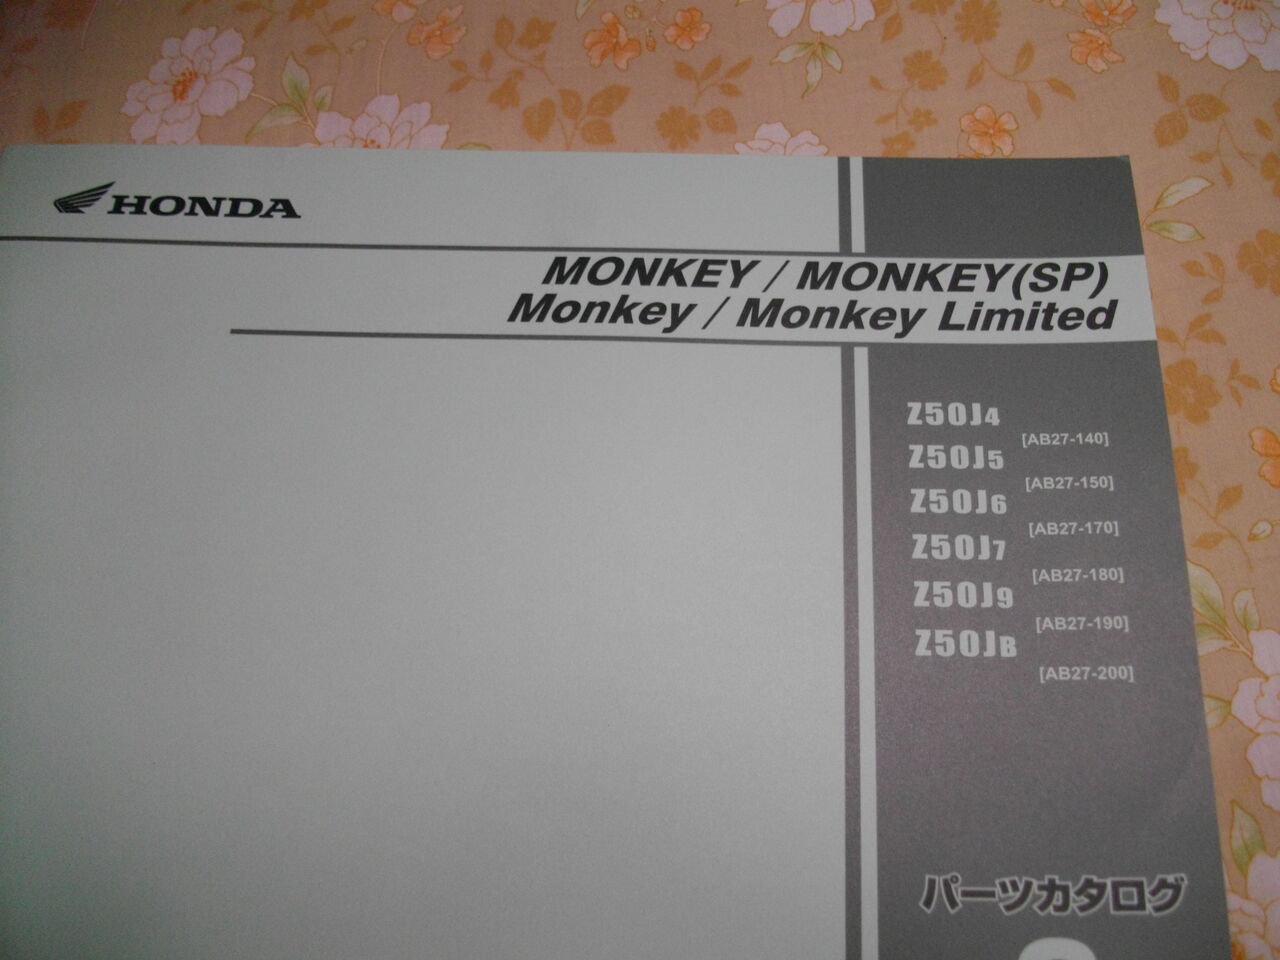 HONDA
MONKEY / MONKEY(SP)
Monkey / Monkey Limited
Z50J4
[AB27-140]
Z50J5
[AB27-150]
Z50J6
[AB27-170]
Z50J7
[AB27-180]
Z50J9
[AB27-190]
Z50JB
[AB27-200]
パーツカタログ